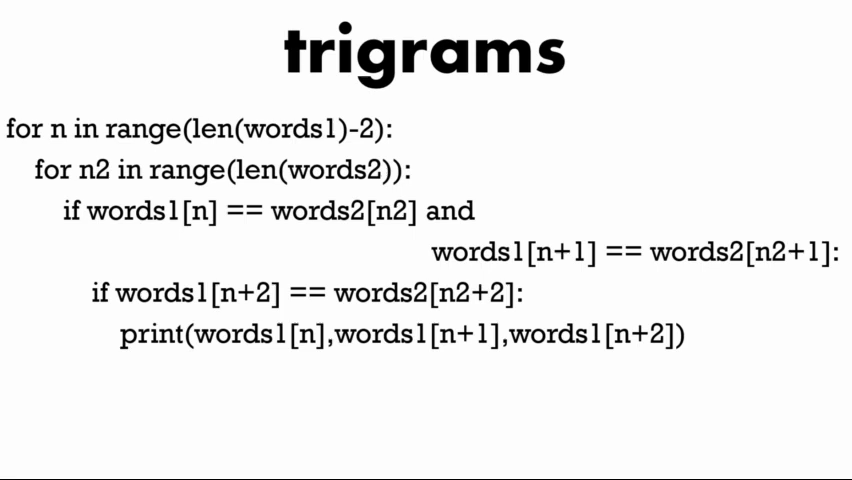 trigrams
for n in range(len(words1)-2):
for n2 in range(len(words2)):
if words1[n] == words2[n2] and
words1[n+1] == words2[n2+1]:
if words1[n+2] == words2[n2+2]:
print(words1[n],words1[n+1],words1[n+2])